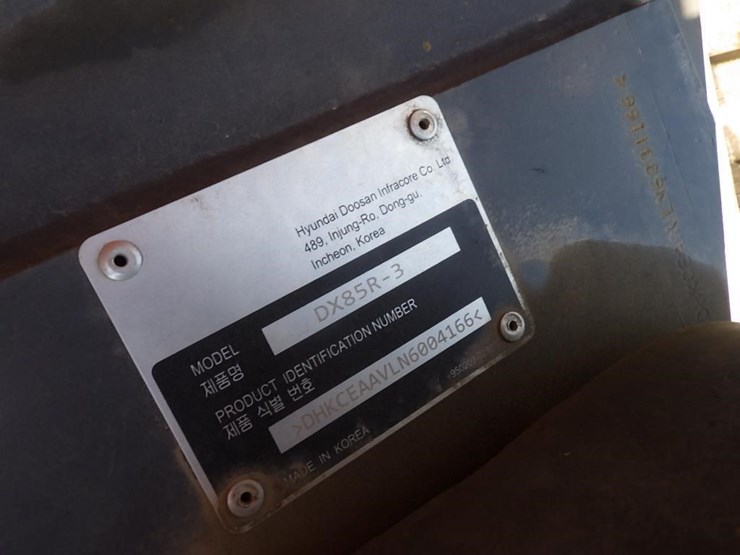 Hyundai Doosan Infracore Co. Ltd
489, Injung-Ro, Dong-gu,
Incheon, Korea
MODEL
제품명
DX85R-3
PRODUCT IDENTIFICATION NUMBER
제품 식별 번호
>DHKCEAAVLN6004166<
MADE IN KOREA